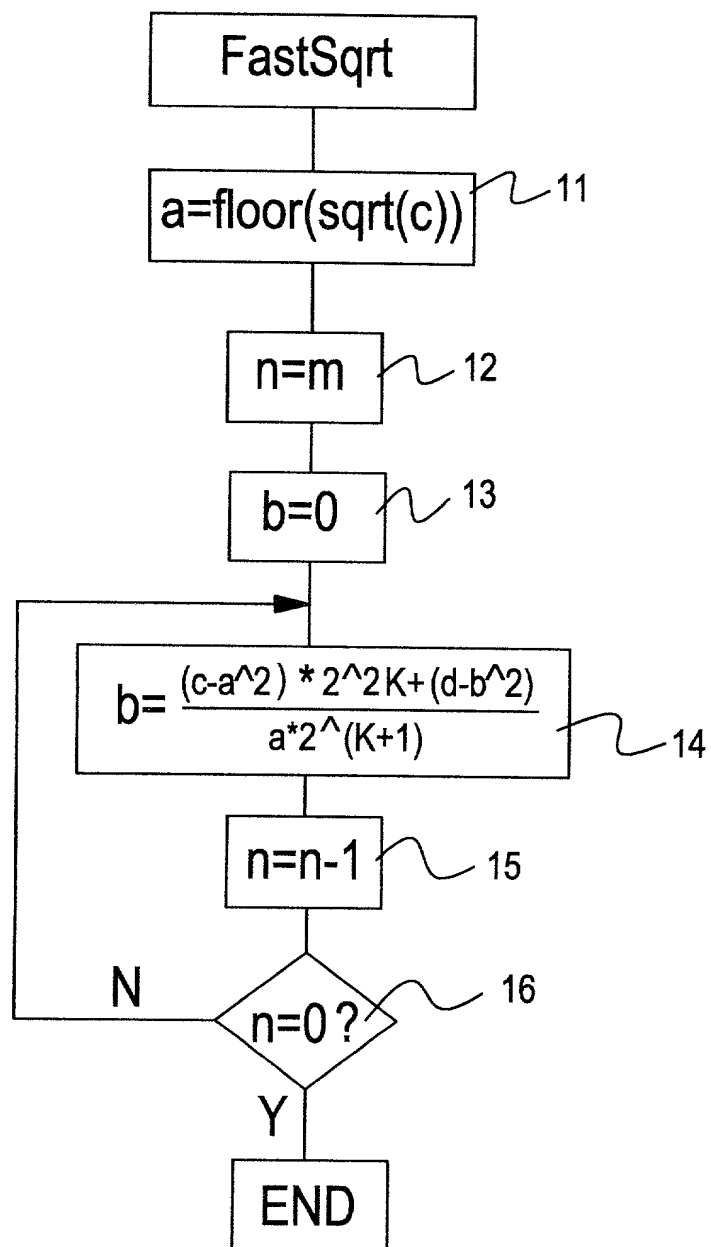 FastSqrt
a=floor(sqrt(c))
11
n=m
12
b=0
13
b= (c-a^2) * 2^2K+(d-b^2)
a*2^(K+1)
14
n=n-1
15
N
n=0?
16
Y
END